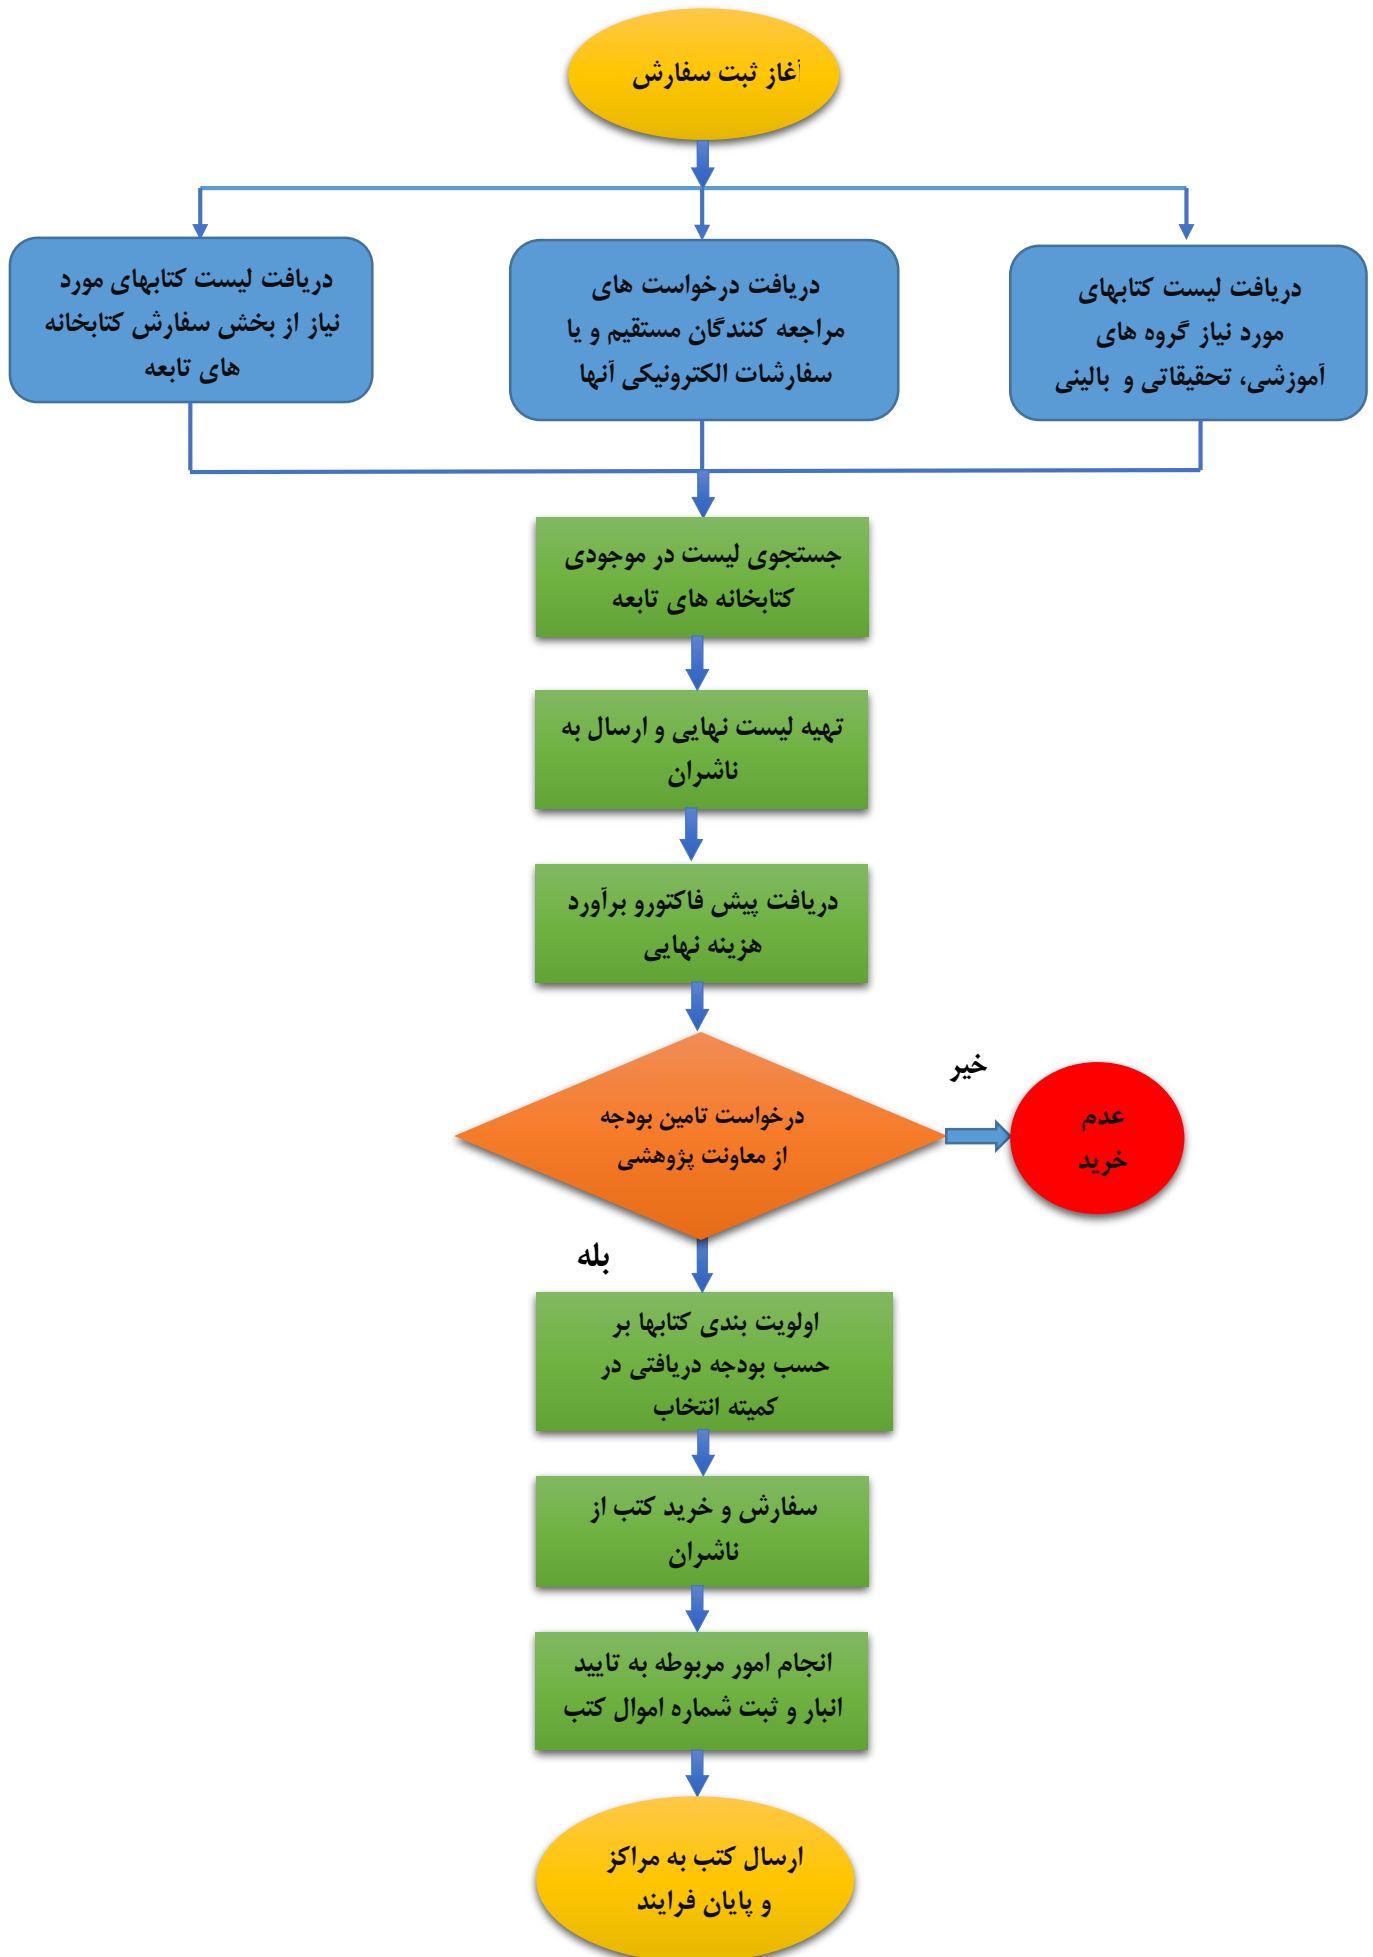 آغاز ثبت سفارش
دریافت لیست کتابهای
مورد نیاز گروه های
آموزشی، تحقیقاتی و بالینی
دریافت درخواست های
مراجعه کنندگان مستقیم و یا
سفارشات الکترونیکی آنها
دریافت لیست کتابهای مورد
نیاز از بخش سفارش کتابخانه
های تابعه
جستجوی لیست در موجودی
کتابخانه های تابعه
تهیه لیست نهایی و ارسال به
ناشران
دریافت پیش فاکتورو برآورد
هزینه نهایی
درخواست تامین بودجه
از معاونت پژوهشی
خیر
عدم
خرید
بله
اولویت بندی کتابها بر
حسب بودجه دریافتی در
کمیته انتخاب
سفارش و خرید کتب از
ناشران
انجام امور مربوطه به تایید
انبار و ثبت شماره اموال کتب
ارسال کتب به مراکز
و پایان فرایند